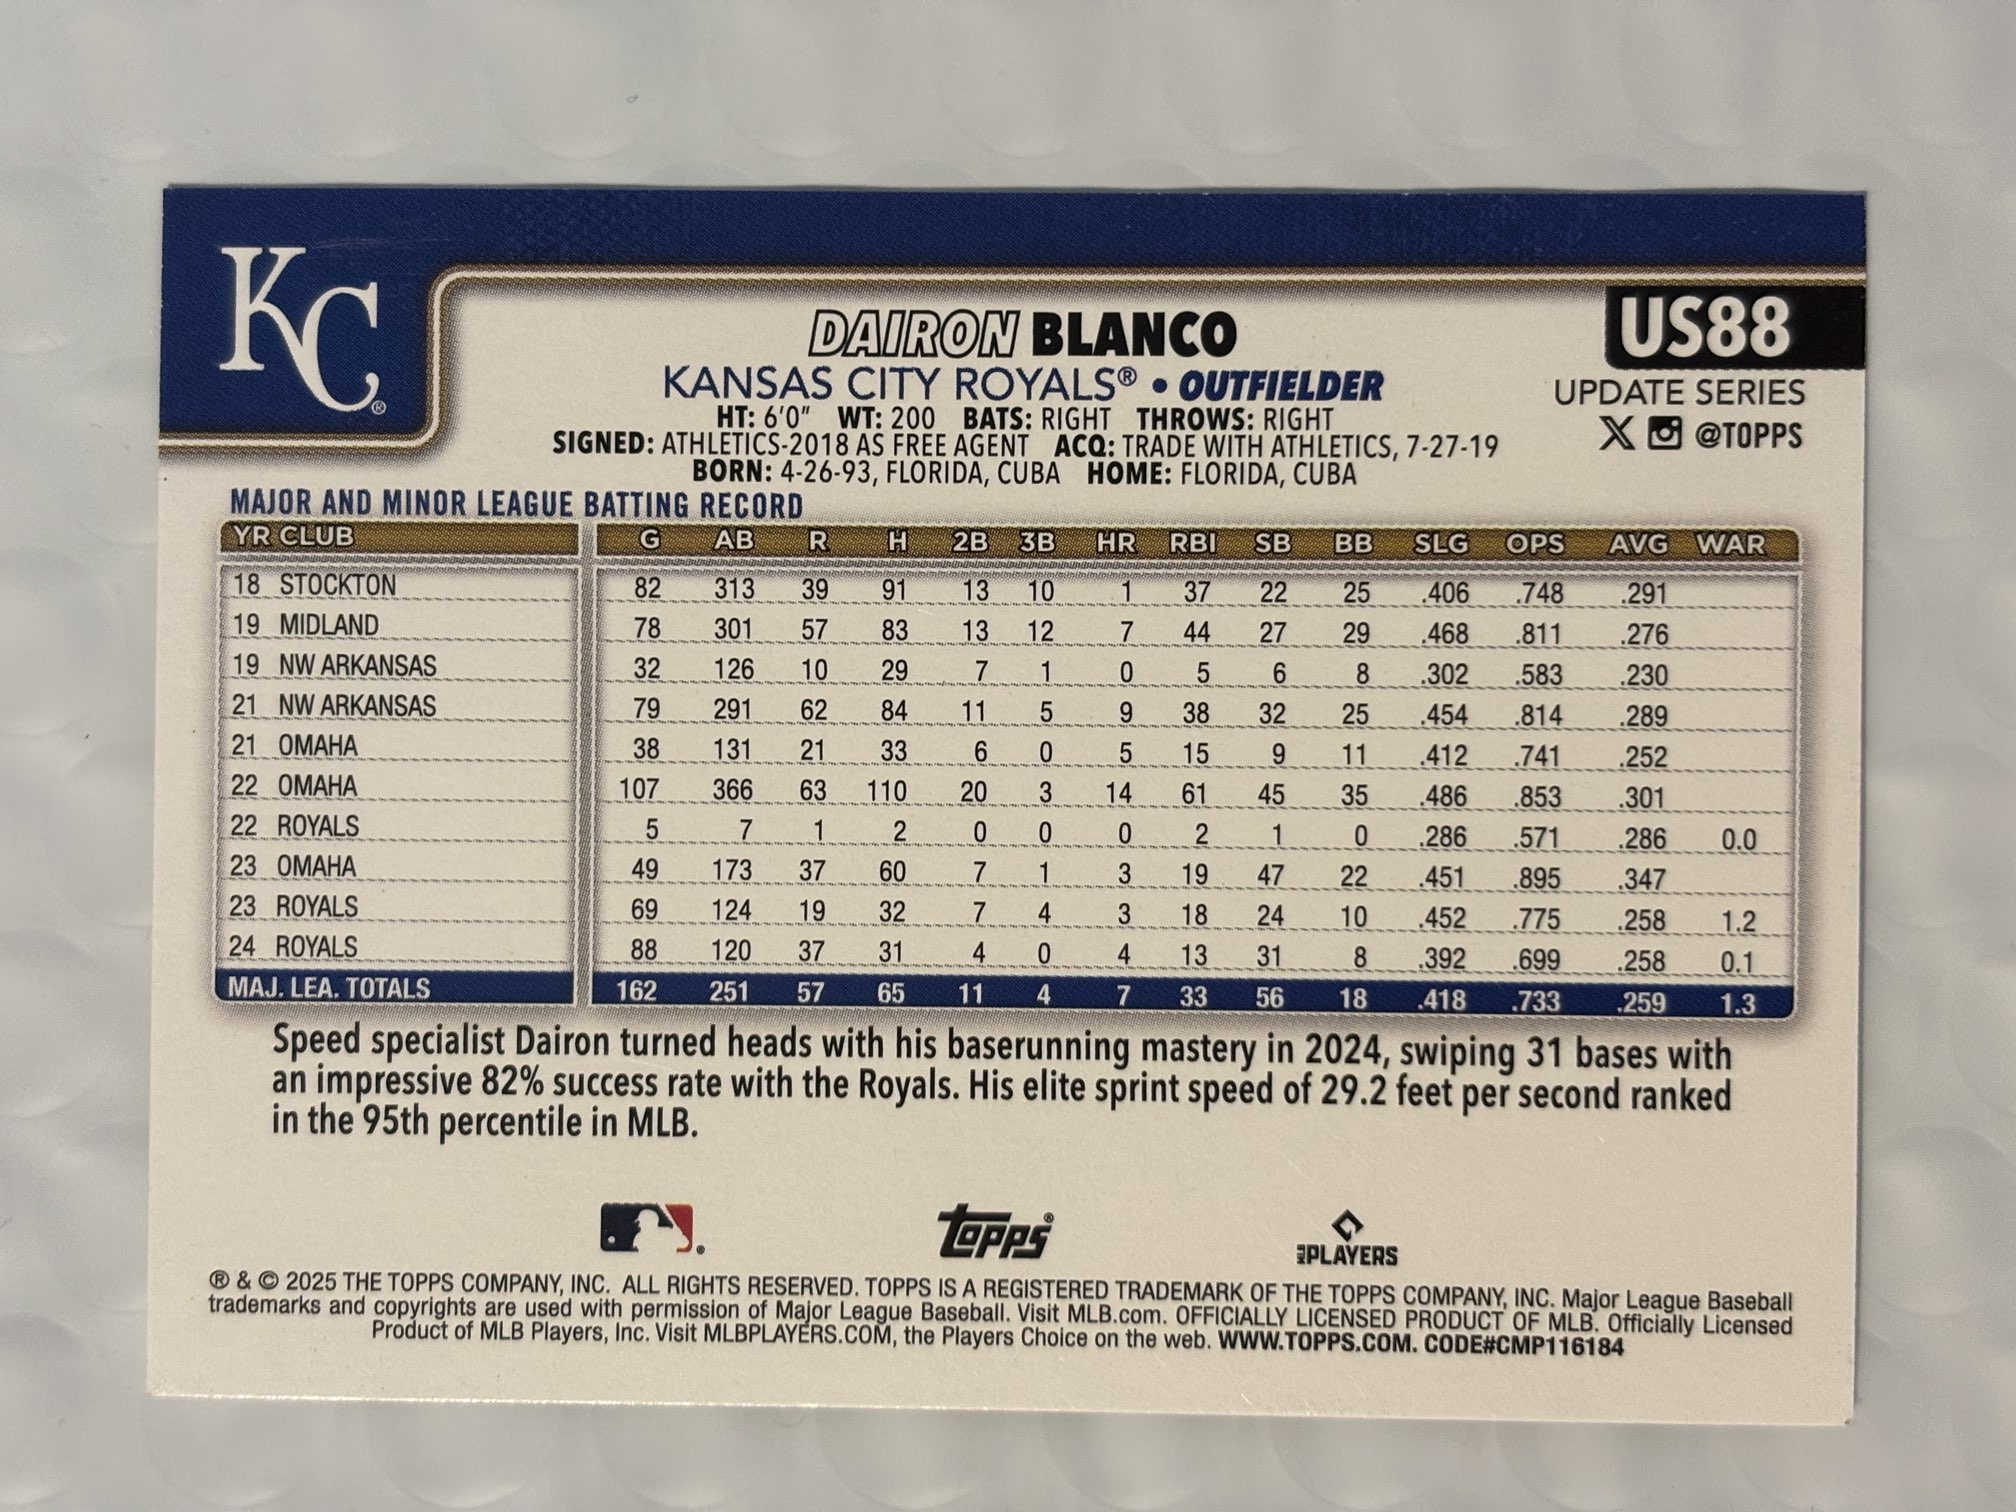 KC®
DAIRON BLANCO
US88
KANSAS CITY ROYALS® • OUTFIELDER
UPDATE SERIES
HT: 6'0" WT: 200 BATS: RIGHT THROWS: RIGHT
@TOPPS
SIGNED: ATHLETICS-2018 AS FREE AGENT ACQ: TRADE WITH ATHLETICS, 7-27-19
BORN: 4-26-93, FLORIDA, CUBA HOME: FLORIDA, CUBA
MAJOR AND MINOR LEAGUE BATTING RECORD
YR CLUB G AB R H 2B 3B HR RBI SB BB SLG OPS AVG WAR
18 STOCKTON 82 313 39 91 13 10 1 37 22 25 .406 .748 .291
19 MIDLAND 78 301 57 83 13 12 7 44 27 29 .468 .811 .276
19 NW ARKANSAS 32 126 10 29 7 1 0 5 6 8 .302 .583 .230
21 NW ARKANSAS 79 291 62 84 11 5 9 38 32 25 .454 .814 .289
21 OMAHA 38 131 21 33 6 0 5 15 9 11 .412 .741 .252
22 OMAHA 107 366 63 110 20 3 14 61 45 35 .486 .853 .301
22 ROYALS 5 7 1 2 0 0 0 2 1 0 .286 .571 .286 0.0
23 OMAHA 49 173 37 60 7 1 3 19 47 22 .451 .895 .347
23 ROYALS 69 124 19 32 7 4 3 18 24 10 .452 .775 .258 1.2
24 ROYALS 88 120 37 31 4 0 4 13 31 8 .392 .699 .258 0.1
MAJ. LEA. TOTALS 162 251 57 65 11 4 7 33 56 18 .418 .733 .259 1.3
Speed specialist Dairon turned heads with his baserunning mastery in 2024, swiping 31 bases with
an impressive 82% success rate with the Royals. His elite sprint speed of 29.2 feet per second ranked
in the 95th percentile in MLB.
topps®
MLB PLAYERS
® & © 2025 THE TOPPS COMPANY, INC. ALL RIGHTS RESERVED. TOPPS IS A REGISTERED TRADEMARK OF THE TOPPS COMPANY, INC. Major League Baseball
trademarks and copyrights are used with permission of Major League Baseball. Visit MLB.com. OFFICIALLY LICENSED PRODUCT OF MLB. Officially Licensed
Product of MLB Players, Inc. Visit MLBPLAYERS.COM, the Players Choice on the web. WWW.TOPPS.COM. CODE#CMP116184